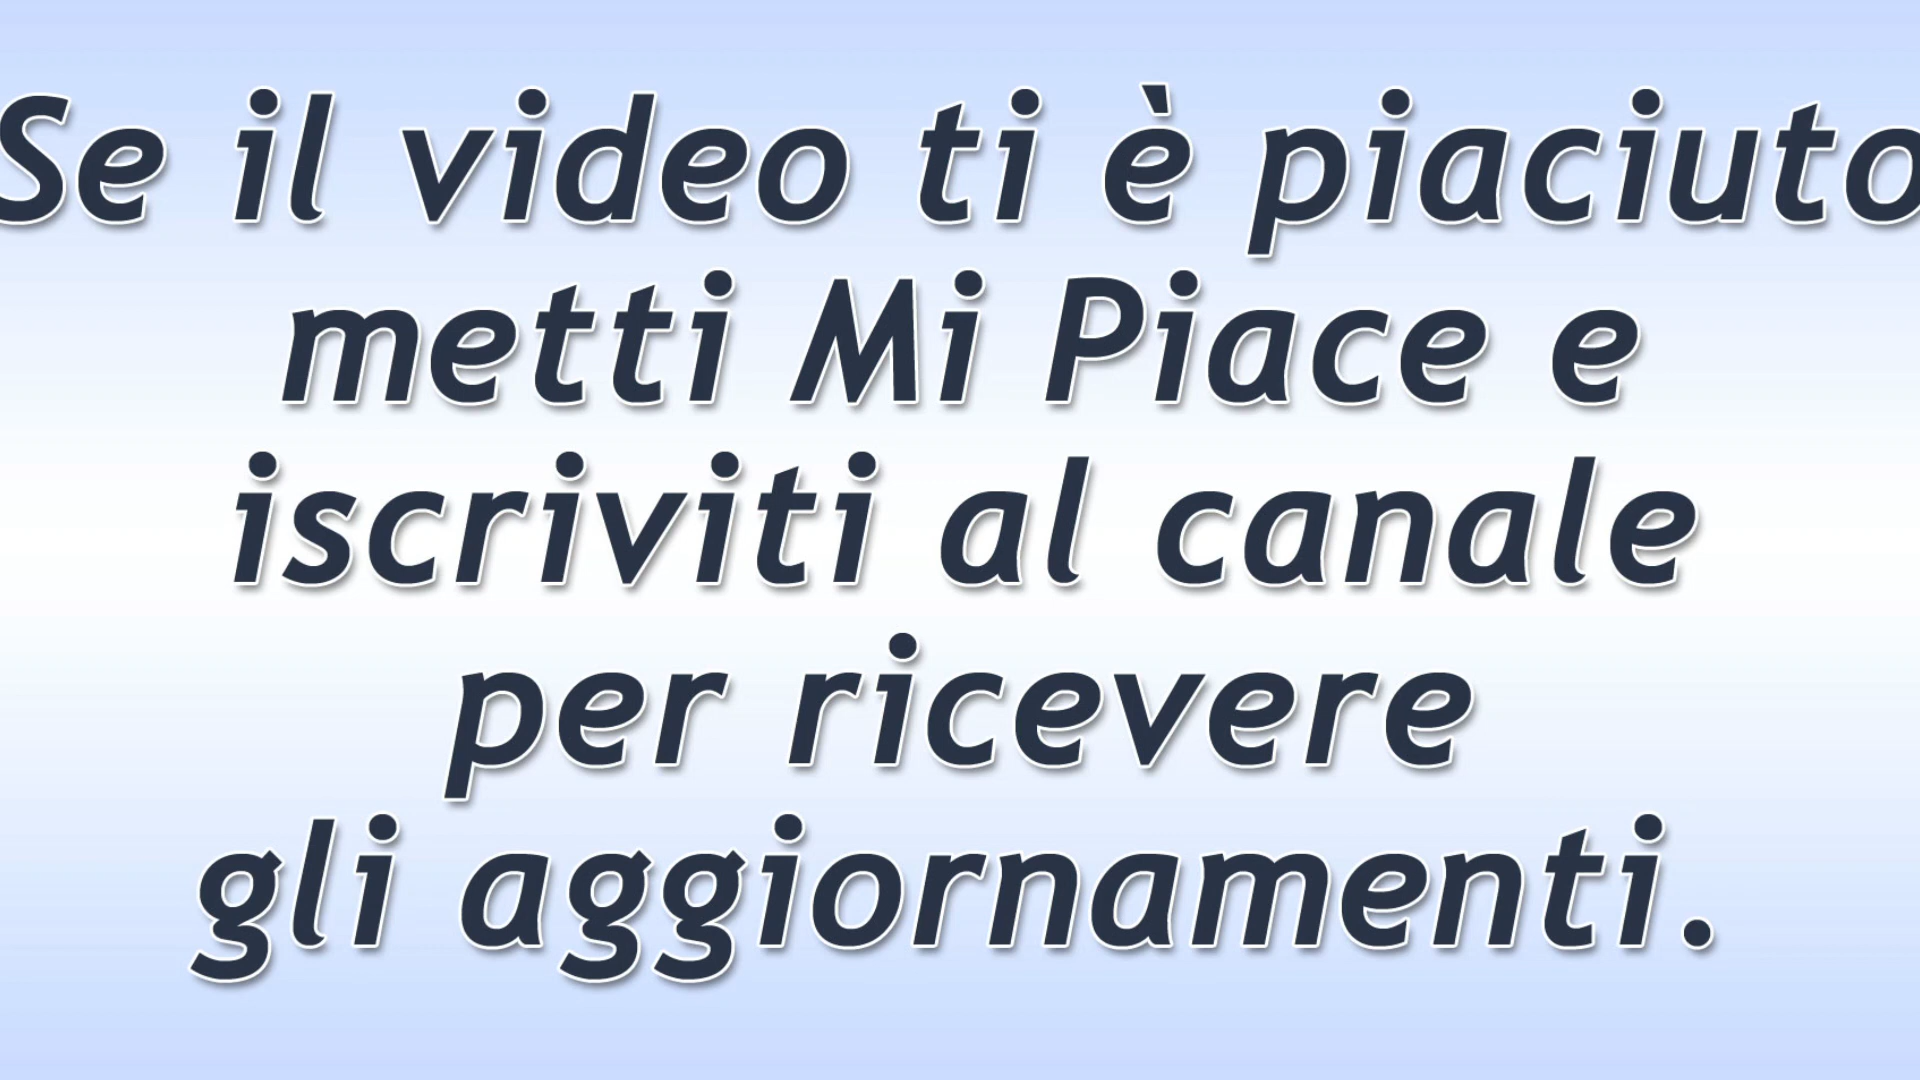 Se il video ti è piaciuto
metti Mi Piace e
iscriviti al canale
per ricevere
gli aggiornamenti.